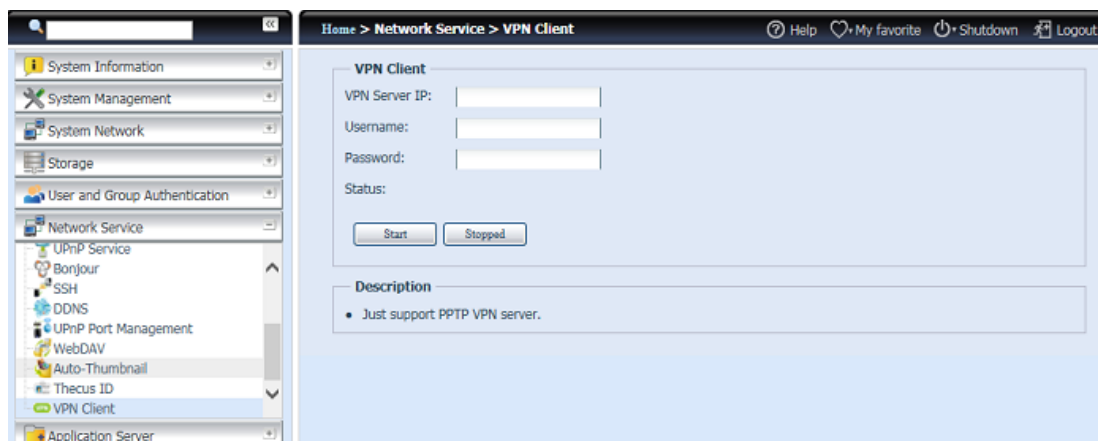 Home > Network Service > VPN Client
Help My favorite Shutdown Logout
System Information
System Management
System Network
Storage
User and Group Authentication
Network Service
UPnP Service
Bonjour
SSH
DDNS
UPnP Port Management
WebDAV
Auto-Thumbnail
Thecus ID
VPN Client
Application Server
VPN Client
VPN Server IP:
Username:
Password:
Status:
Start Stopped
Description
• Just support PPTP VPN server.